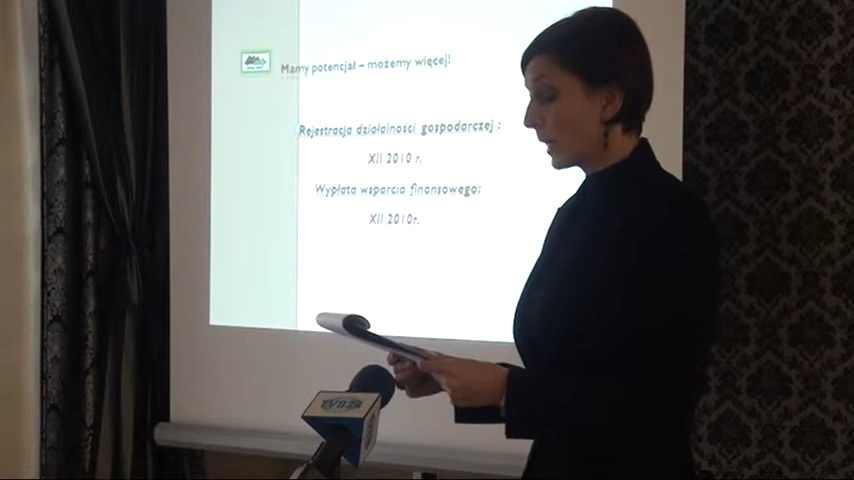 Mamy potencjał – możemy więcej!
Rejestracja działalności gospodarczej :
XII 2010 r.
Wypłata wsparcia finansowego:
XII 2010r.